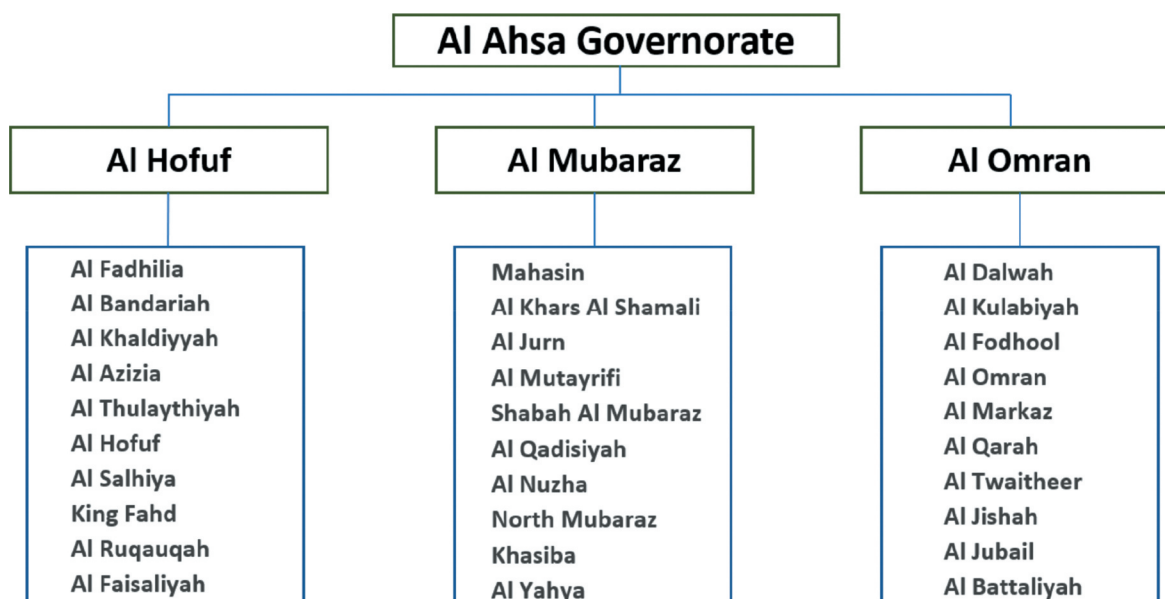 Al Ahsa Governorate
Al Hofuf
Al Mubaraz
Al Omran
Al Fadhilia
Al Bandariah
Al Khaldiyyah
Al Azizia
Al Thulaythiyah
Al Hofuf
Al Salhiya
King Fahd
Al Ruqauqah
Al Faisaliyah
Mahasin
Al Khars Al Shamali
Al Jurn
Al Mutayrifi
Shabah Al Mubaraz
Al Qadisiyah
Al Nuzha
North Mubaraz
Khasiba
Al Yahya
Al Dalwah
Al Kulabiyah
Al Fodhool
Al Omran
Al Markaz
Al Qarah
Al Twaitheer
Al Jishah
Al Jubail
Al Battaliyah